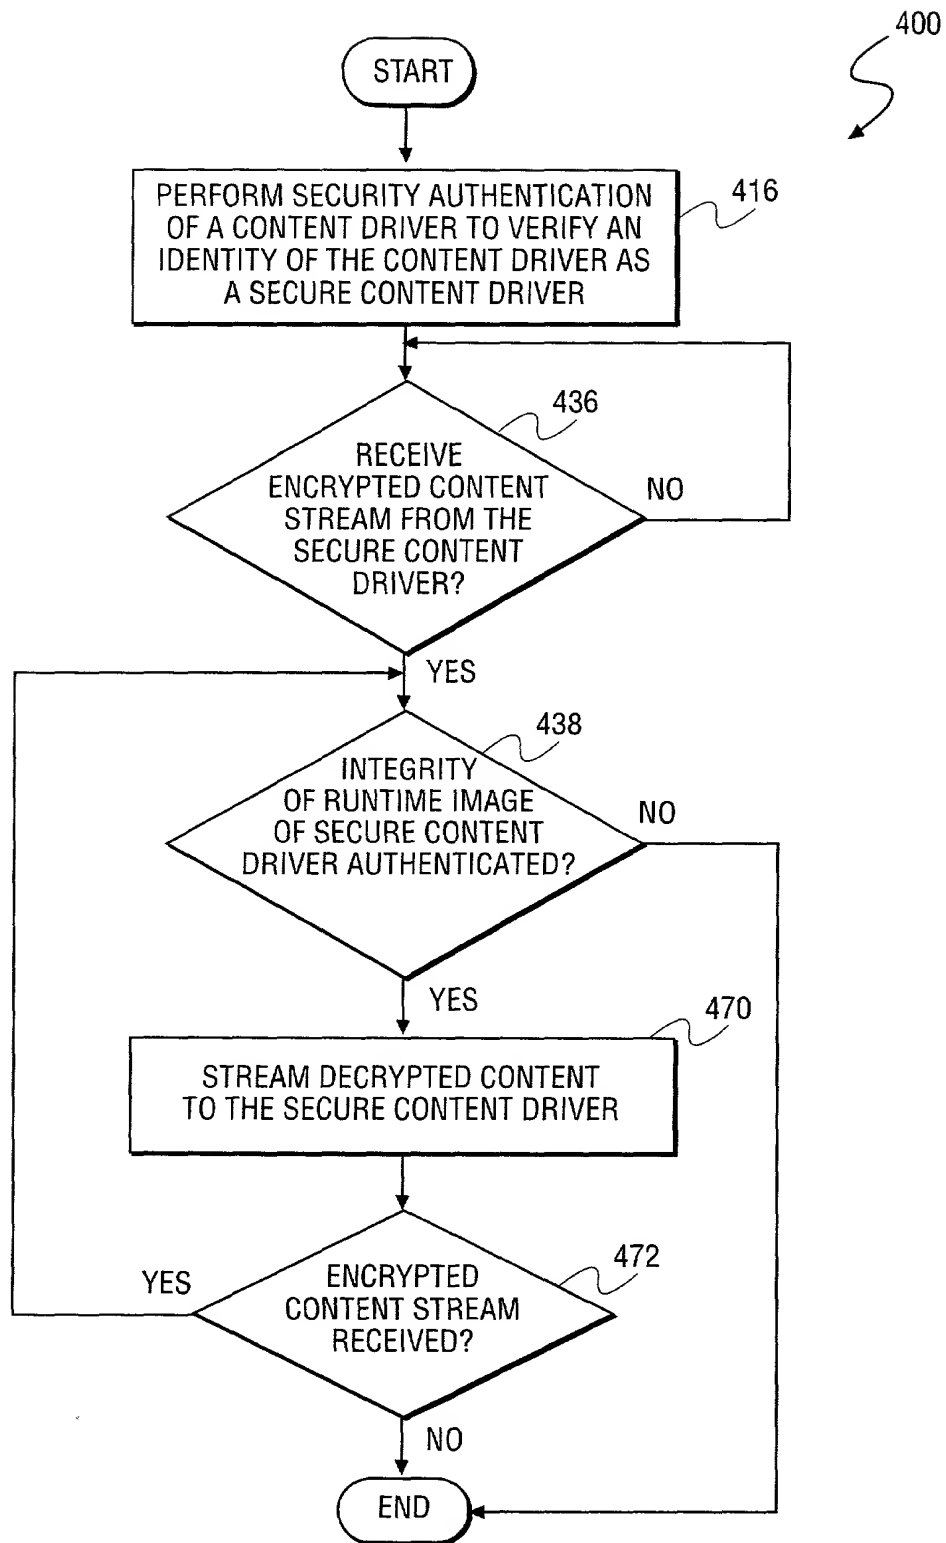 400
START
PERFORM SECURITY AUTHENTICATION
OF A CONTENT DRIVER TO VERIFY AN
IDENTITY OF THE CONTENT DRIVER AS
A SECURE CONTENT DRIVER
416
436
RECEIVE
ENCRYPTED CONTENT
STREAM FROM THE
SECURE CONTENT
DRIVER?
NO
YES
438
INTEGRITY
OF RUNTIME IMAGE
OF SECURE CONTENT
DRIVER AUTHENTICATED?
NO
YES
470
STREAM DECRYPTED CONTENT
TO THE SECURE CONTENT DRIVER
472
ENCRYPTED
CONTENT STREAM
RECEIVED?
YES
NO
END